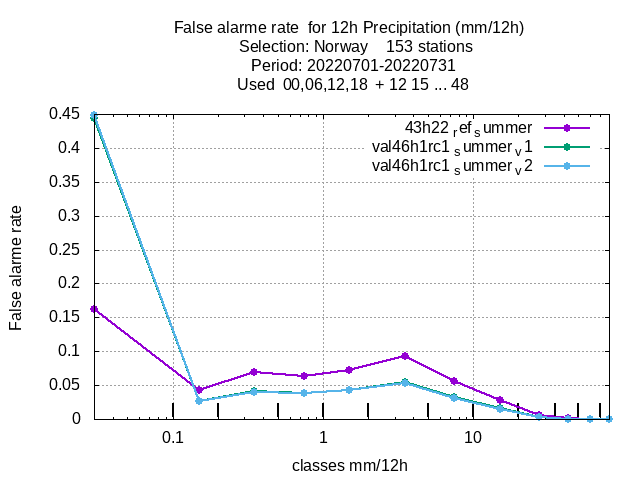 False alarme rate  for 12h Precipitation (mm/12h)
Selection: Norway    153 stations
Period: 20220701-20220731
Used  00,06,12,18  + 12 15 ... 48
43h22 ref summer
val46h1rc1 summer v1
val46h1rc1 summer v2
0.45
0.4
0.35
0.3
0.25
0.2
0.15
0.1
0.05
0
False alarme rate
0.1 1 10
classes mm/12h